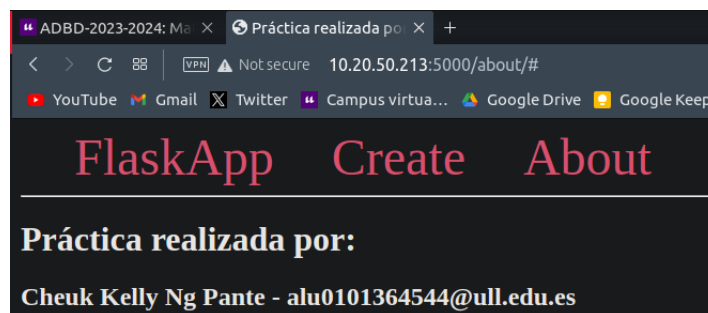 ADBD-2023-2024: Ma
Práctica realizada po
VPN Not secure 10.20.50.213:5000/about/#
YouTube Gmail Twitter Campus virtua... Google Drive Google Keep
FlaskApp Create About
Práctica realizada por:
Cheuk Kelly Ng Pante - alu0101364544@ull.edu.es